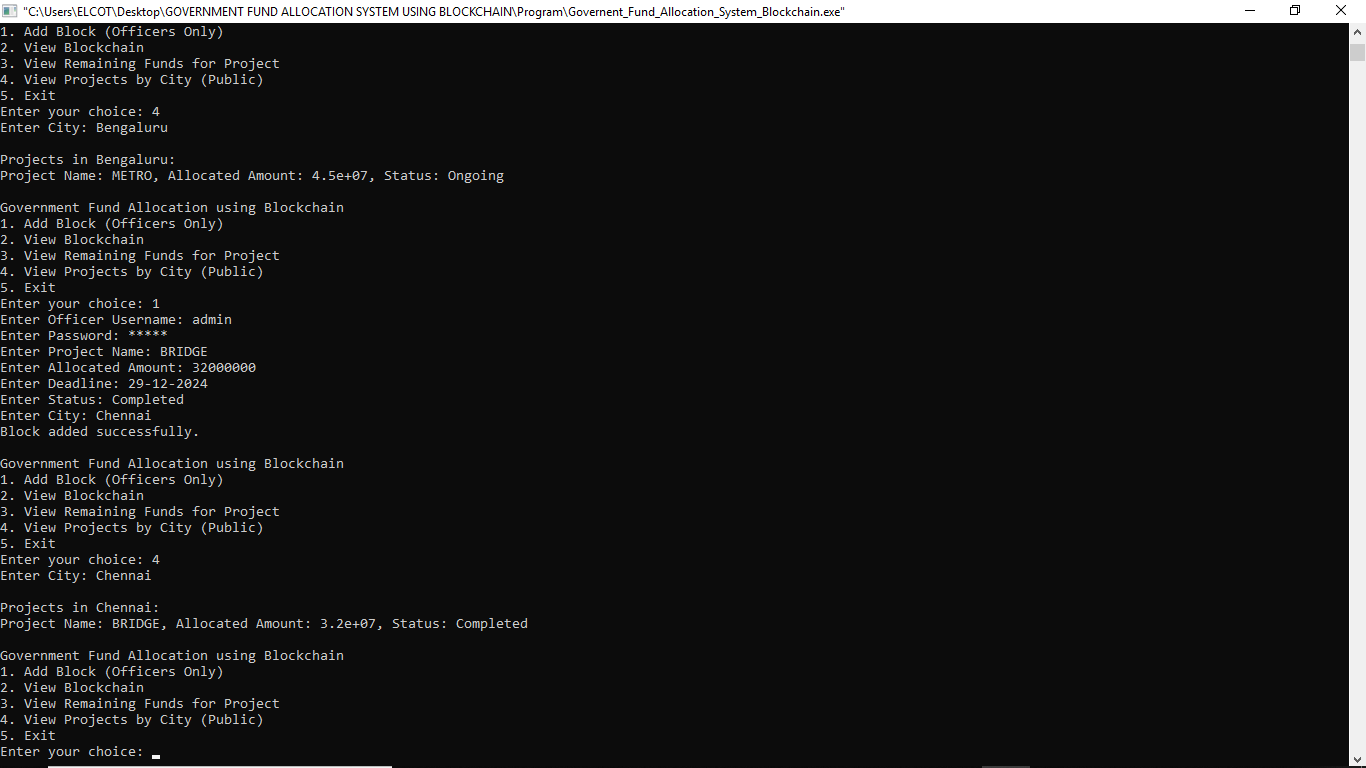 "C:\Users\ELCOT\Desktop\GOVERNMENT FUND ALLOCATION SYSTEM USING BLOCKCHAIN\Program\Governent_Fund_Allocation_System_Blockchain.exe"
1. Add Block (Officers Only)
2. View Blockchain
3. View Remaining Funds for Project
4. View Projects by City (Public)
5. Exit
Enter your choice: 4
Enter City: Bengaluru

Projects in Bengaluru:
Project Name: METRO, Allocated Amount: 4.5e+07, Status: Ongoing

Government Fund Allocation using Blockchain
1. Add Block (Officers Only)
2. View Blockchain
3. View Remaining Funds for Project
4. View Projects by City (Public)
5. Exit
Enter your choice: 1
Enter Officer Username: admin
Enter Password: *****
Enter Project Name: BRIDGE
Enter Allocated Amount: 32000000
Enter Deadline: 29-12-2024
Enter Status: Completed
Enter City: Chennai
Block added successfully.

Government Fund Allocation using Blockchain
1. Add Block (Officers Only)
2. View Blockchain
3. View Remaining Funds for Project
4. View Projects by City (Public)
5. Exit
Enter your choice: 4
Enter City: Chennai

Projects in Chennai:
Project Name: BRIDGE, Allocated Amount: 3.2e+07, Status: Completed

Government Fund Allocation using Blockchain
1. Add Block (Officers Only)
2. View Blockchain
3. View Remaining Funds for Project
4. View Projects by City (Public)
5. Exit
Enter your choice: